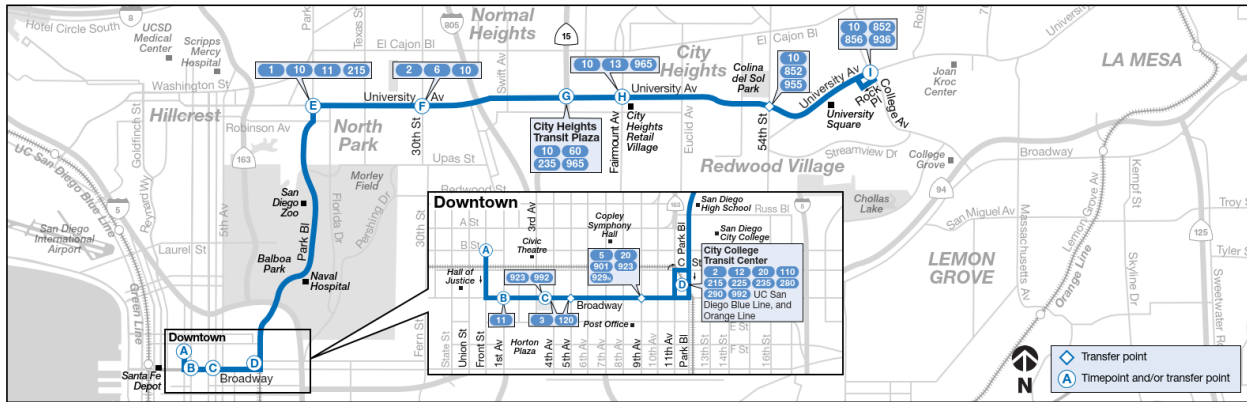 Hotel Circle South
8
UCSD
Medical
Center
Scripps
Mercy
Hospital
Park Bl
Texas St
Normal
Heights
805
El Cajon Bl
Swift Av
15
City
Heights
El Cajon Bl
Colina
del Sol
Park
University Av
LA MESA
Joan
Kroc
Center
1 10 11 215
2 6 10
10 13 965
10
852
955
10 852
856 936
Washington St
Hillcrest
Goldfinch St
Reynard Wy
Robinson Av
163
5th Av
E
University Av
F
30th St
North
Park
G
City Heights
Transit Plaza
10 60
235 965
H
University Av
Fairmount Av
City
Heights
Retail
Village
Euclid Av
54th St
University Av
I
Rock Pl
College Av
University
Square
Streamview Dr
College
Grove
Broadway
Redwood Village
Chollas
Lake
94
Upas St
Morley
Field
Florida Dr
Pershing Dr
San
Diego
Zoo
Park Bl
Balboa
Park
Naval
Hospital
Laurel St
UC San Diego Blue Line
5
San Diego
International
Airport
Green Line
Santa Fe
Depot
Downtown
A
B
C
D
Broadway
30th St
Fern St
Redwood St
Downtown
A St
B St
3rd Av
Civic
Theatre
Copley
Symphony
Hall
163
Park Bl
San Diego
High School
Russ Bl
5
San Diego
City College
A
Hall of
Justice
923 992
5 20
901 923
929
C St
City College
Transit Center
2 12 20 110
215 225 235 280
290 992 UC San
Diego Blue Line, and
Orange Line
B
C
D
Broadway
11
3 120
Post Office
Horton
Plaza
E St
F St
State St
Union St
Front St
1st Av
4th Av
5th Av
6th Av
7th Av
8th Av
9th Av
10th Av
11th Av
Park Bl
13th St
14th St
16th St
San Miguel Av
Massachusetts Av
LEMON
GROVE
Lemon Grove Av
Orange Line
Kempf St
Skyline Dr
125
Troy St
Tyler St
Sweetwater Rd
N
Transfer point
A Timepoint and/or transfer point